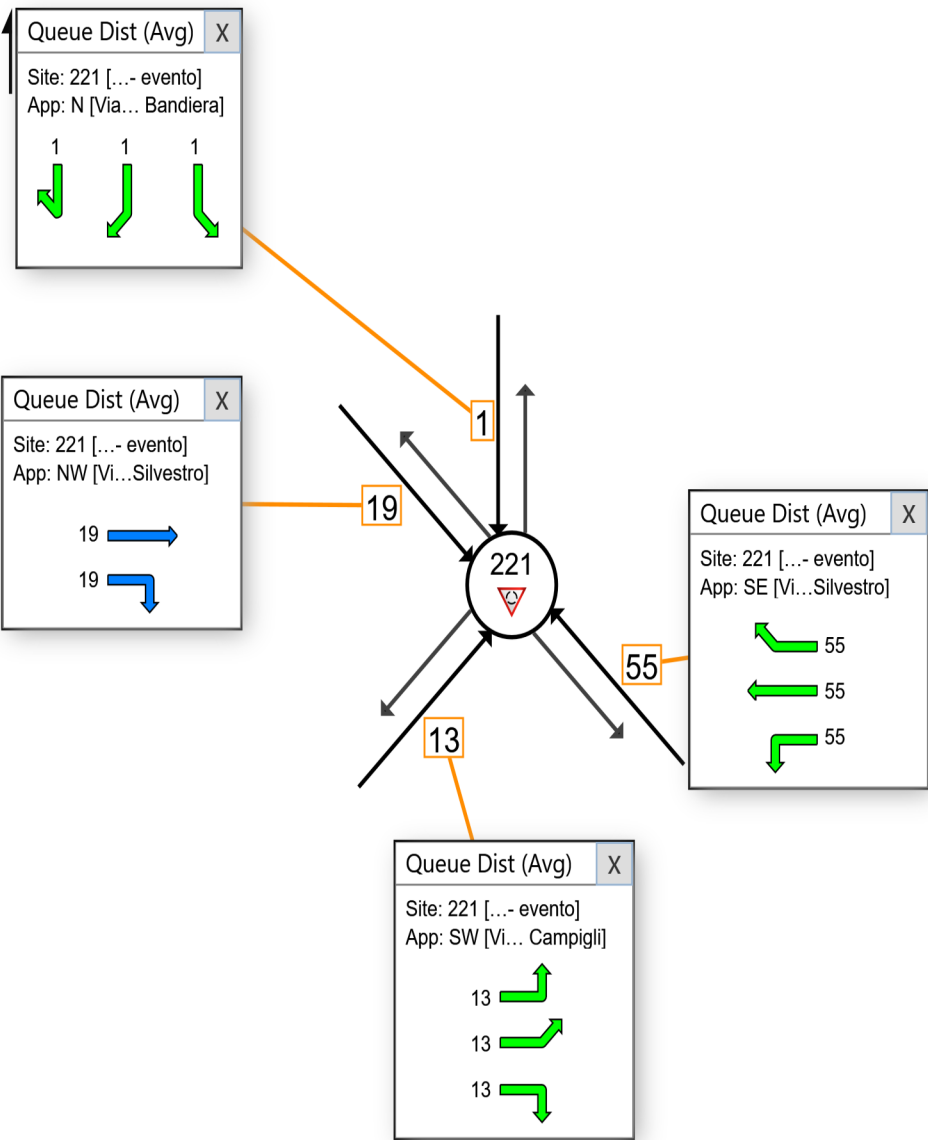 Queue Dist (Avg) X
Site: 221 [...- evento]
App: N [Via... Bandiera]
1 1 1
1
Queue Dist (Avg) X
Site: 221 [...- evento]
App: NW [Vi...Silvestro]
19
19
19
221
Queue Dist (Avg) X
Site: 221 [...- evento]
App: SE [Vi...Silvestro]
55
55
55
55
13
Queue Dist (Avg) X
Site: 221 [...- evento]
App: SW [Vi... Campigli]
13
13
13